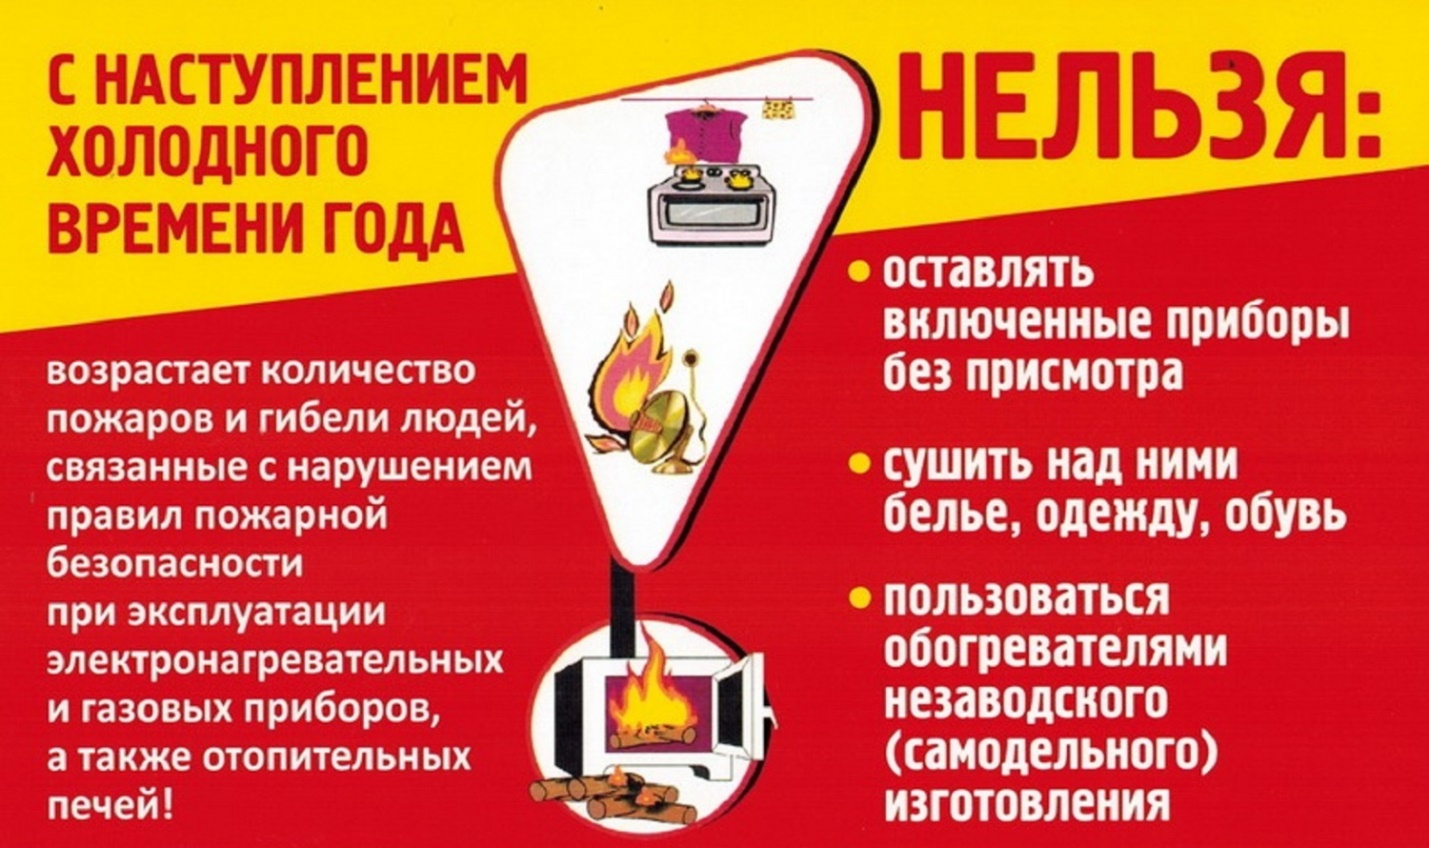 С НАСТУПЛЕНИЕМ
ХОЛОДНОГО
ВРЕМЕНИ ГОДА
возрастает количество
пожаров и гибели людей,
связанные с нарушением
правил пожарной
безопасности
при эксплуатации
электронагревательных
и газовых приборов,
а также отопительных
печей!
НЕЛЬЗЯ:
• оставлять
включенные приборы
без присмотра
• сушить над ними
белье, одежду, обувь
• пользоваться
обогревателями
незаводского
(самодельного)
изготовления